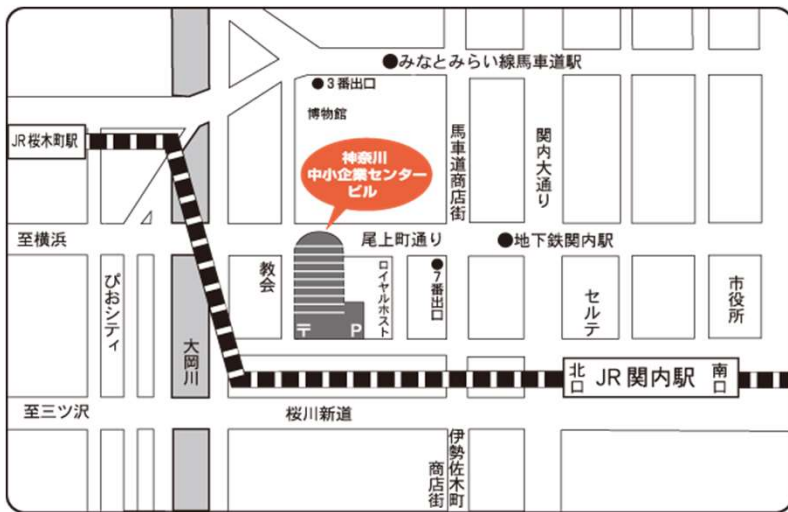 ●みなとみらい線馬車道駅
●3番出口
博物館
JR桜木町駅
神奈川
中小企業センター
ビル
馬車道商店街
関内大通り
至横浜
尾上町通り
●地下鉄関内駅
ぴおシティ
大岡川
教会
ロイヤルホスト
●7番出口
セルテ
市役所
〒
P
北口
JR関内駅
南口
至三ツ沢
桜川新道
伊勢佐木町
商店街